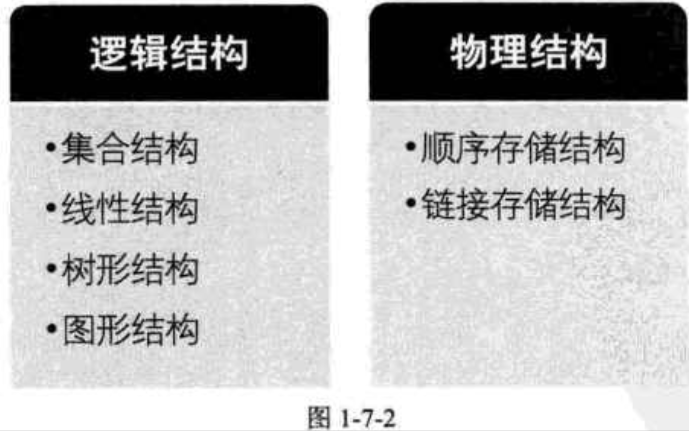 逻辑结构
•集合结构
•线性结构
•树形结构
•图形结构
物理结构
•顺序存储结构
•链接存储结构
图 1-7-2